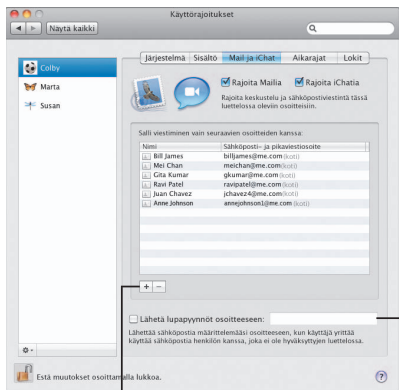 Käyttörajoitukset
Näytä kaikki
Järjestelmä Sisältö Mail ja iChat Aikarajat Lokit
Colby
Marta
Susan
Rajoita Mailia Rajoita iChatia
Rajoita keskustelu ja sähköpostiviestintä tässä
luettelossa oleviin osoitteisiin.
Salli viestiminen vain seuraavien osoitteiden kanssa:
Nimi Sähköposti- ja pikaviestiosoite
Bill James billjames@me.com (koti)
Mei Chan meichan@me.com (koti)
Gita Kumar gkumar@me.com (koti)
Ravi Patel ravipatel@me.com (koti)
Juan Chavez jchavez4@me.com (koti)
Anne Johnson annejohnson1@me.com (koti)
+ −
Lähetä lupapyynnöt osoitteeseen:
Lähettää sähköpostia määrittelemääsi osoitteeseen, kun käyttäjä yrittää
käyttää sähköpostia henkilön kanssa, joka ei ole hyväksyttyjen luettelossa.
Estä muutokset osoittamalla lukkoa.
?